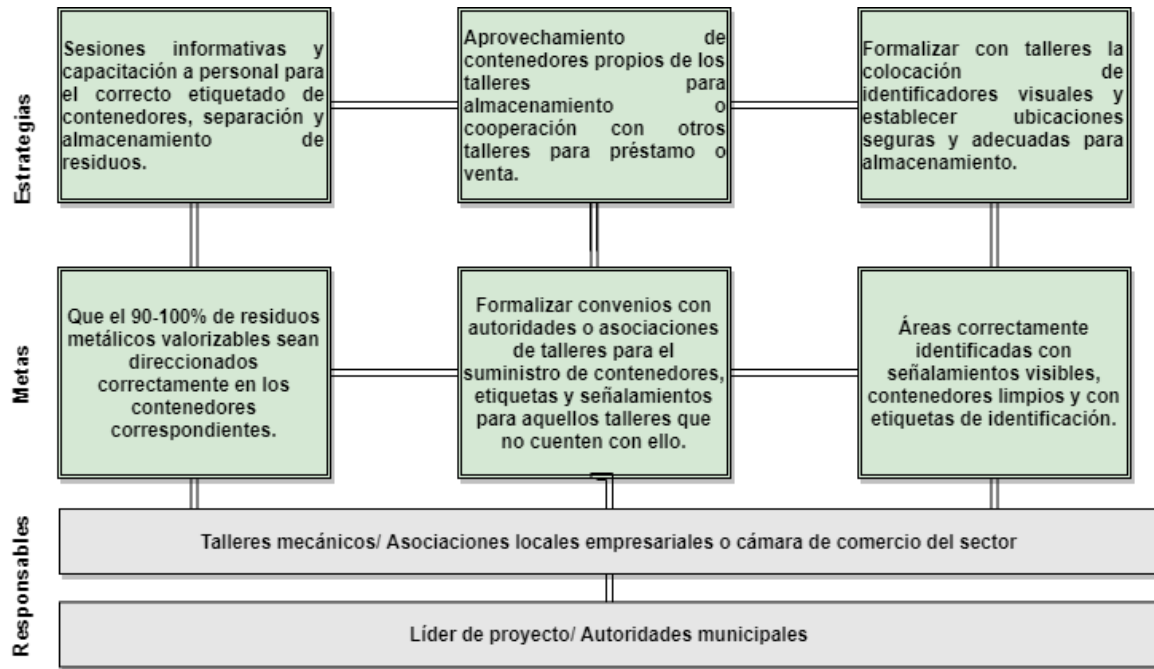 Estrategias
Sesiones informativas y
capacitación a personal para
el correcto etiquetado de
contenedores, separación y
almacenamiento de
residuos.
Aprovechamiento de
contenedores propios de los
talleres para
almacenamiento o
cooperación con otros
talleres para préstamo o
venta.
Formalizar con talleres la
colocación de
identificadores visuales y
establecer ubicaciones
seguras y adecuadas para
almacenamiento.
Metas
Que el 90-100% de residuos
metálicos valorizables sean
direccionados
correctamente en los
contenedores
correspondientes.
Formalizar convenios con
autoridades o asociaciones
de talleres para el
suministro de contenedores,
etiquetas y señalamientos
para aquellos talleres que
no cuenten con ello.
Áreas correctamente
identificadas con
señalamientos visibles,
contenedores limpios y con
etiquetas de identificación.
Responsables
Talleres mecánicos/ Asociaciones locales empresariales o cámara de comercio del sector
Líder de proyecto/ Autoridades municipales